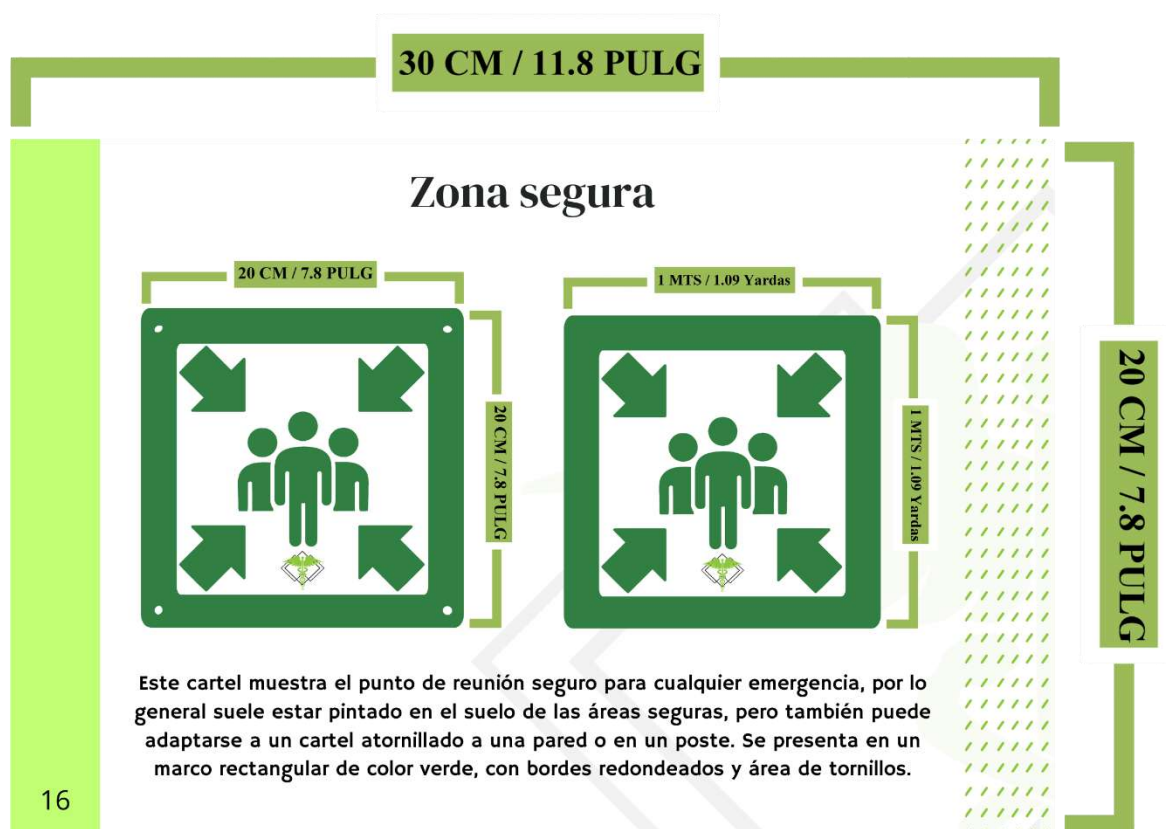 30 CM / 11.8 PULG
Zona segura
20 CM / 7.8 PULG
1 MTS / 1.09 Yardas
20 CM / 7.8 PULG
1 MTS / 1.09 Yardas
20 CM / 7.8 PULG
Este cartel muestra el punto de reunión seguro para cualquier emergencia, por lo
general suele estar pintado en el suelo de las áreas seguras, pero también puede
adaptarse a un cartel atornillado a una pared o en un poste. Se presenta en un
marco rectangular de color verde, con bordes redondeados y área de tornillos.
16